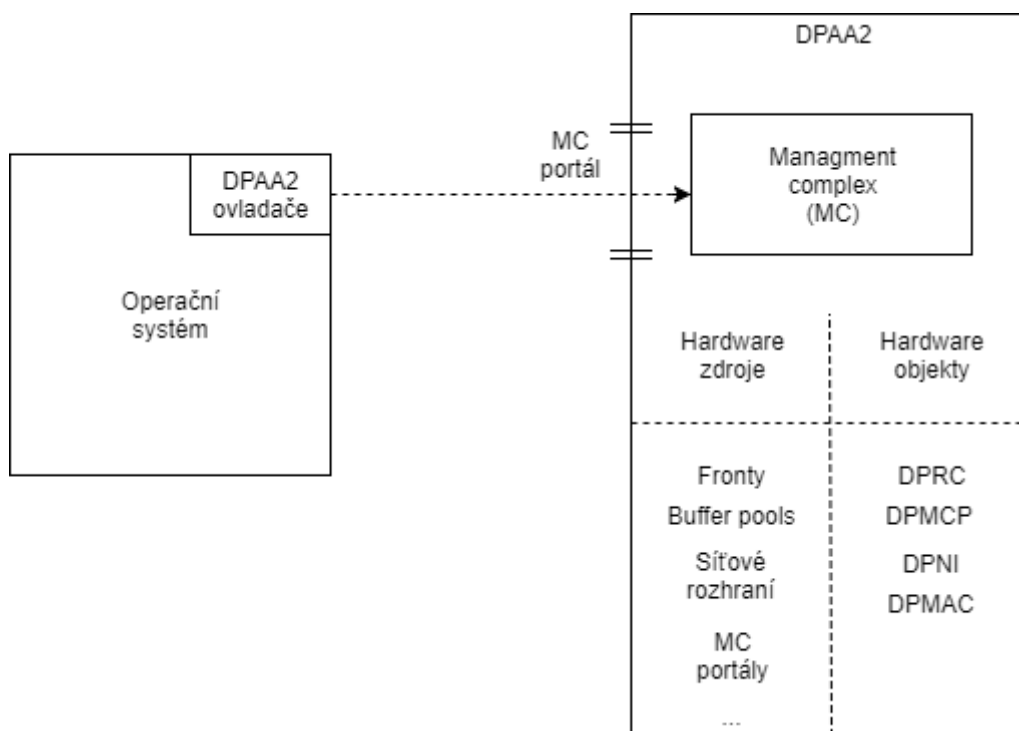 DPAA2
MC
portál
Managment
complex
(MC)
DPAA2
ovladače
Operační
systém
Hardware
zdroje
Hardware
objekty
Fronty
DPRC
Buffer pools
DPMCP
Síťové
rozhraní
DPNI
DPMAC
MC
portály
...